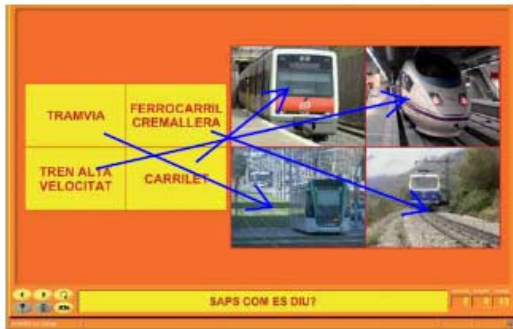 TRAMVIA
FERROCARRIL
CREMALLERA
TREN ALTA
VELOCITAT
CARRILET
SAPS COM ES DIU?